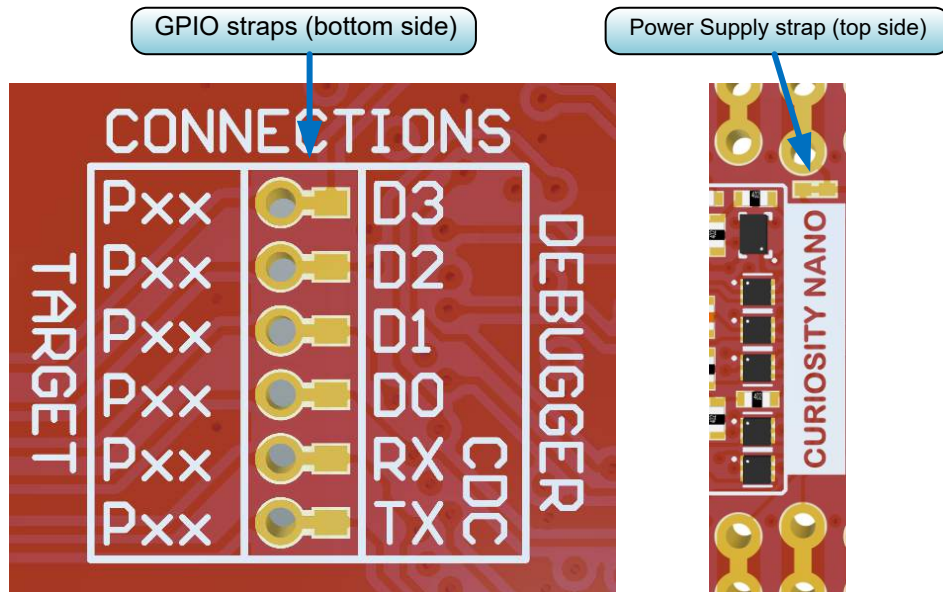 GPIO straps (bottom side)
Power Supply strap (top side)
CONNECTIONS
TARGET
Pxx D3
Pxx D2
Pxx D1
Pxx D0
Pxx RX
Pxx TX
CDC
DEBUGGER
CURIOSITY NANO